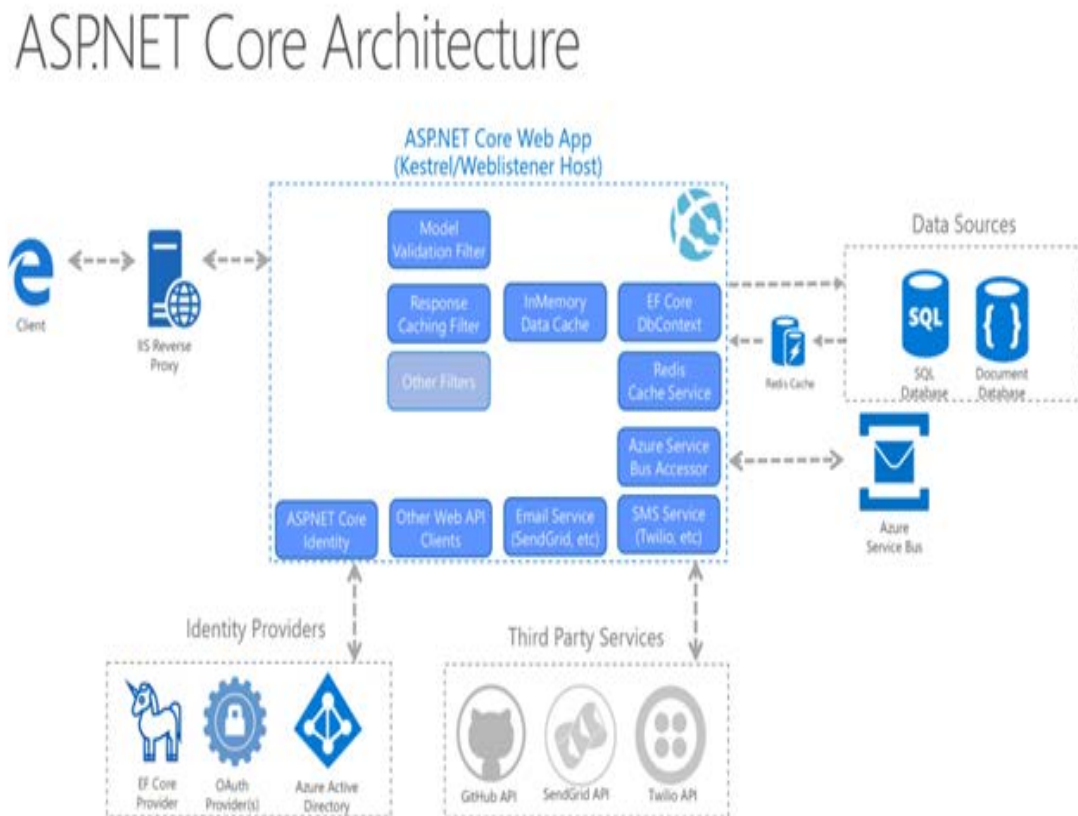 ASP.NET Core Architecture
ASP.NET Core Web App
(Kestrel/Weblistener Host)
Model
Validation Filter
Response
Caching Filter
Other Filters
InMemory
Data Cache
EF Core
DbContext
Redis
Cache Service
Azure Service
Bus Accessor
ASPNET Core
Identity
Other Web API
Clients
Email Service
(SendGrid, etc)
SMS Service
(Twilio, etc)
Client
IIS Reverse
Proxy
Data Sources
SQL
SQL
Database
{ }
Document
Database
Redis Cache
Azure
Service Bus
Identity Providers
EF Core
Provider
OAuth
Provider(s)
Azure Active
Directory
Third Party Services
GitHub API
SendGrid API
Twilio API